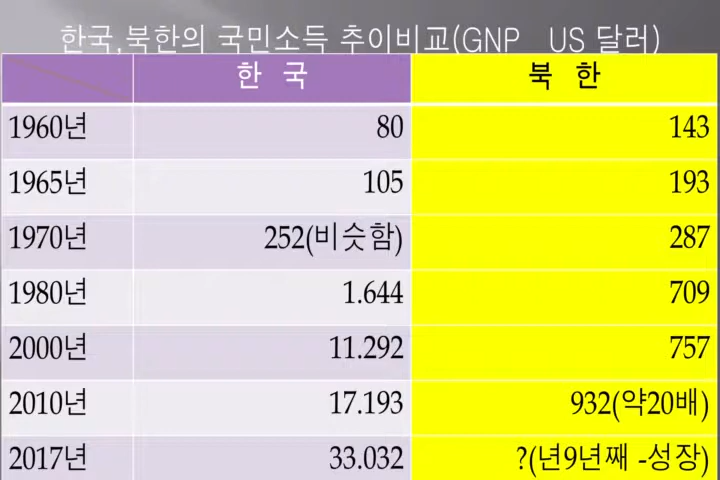 한국,북한의 국민소득 추이비교(GNP US 달러)
한 국 북 한
1960년 80 143
1965년 105 193
1970년 252(비슷함) 287
1980년 1.644 709
2000년 11.292 757
2010년 17.193 932(약20배)
2017년 33.032 ?(년9년째 -성장)